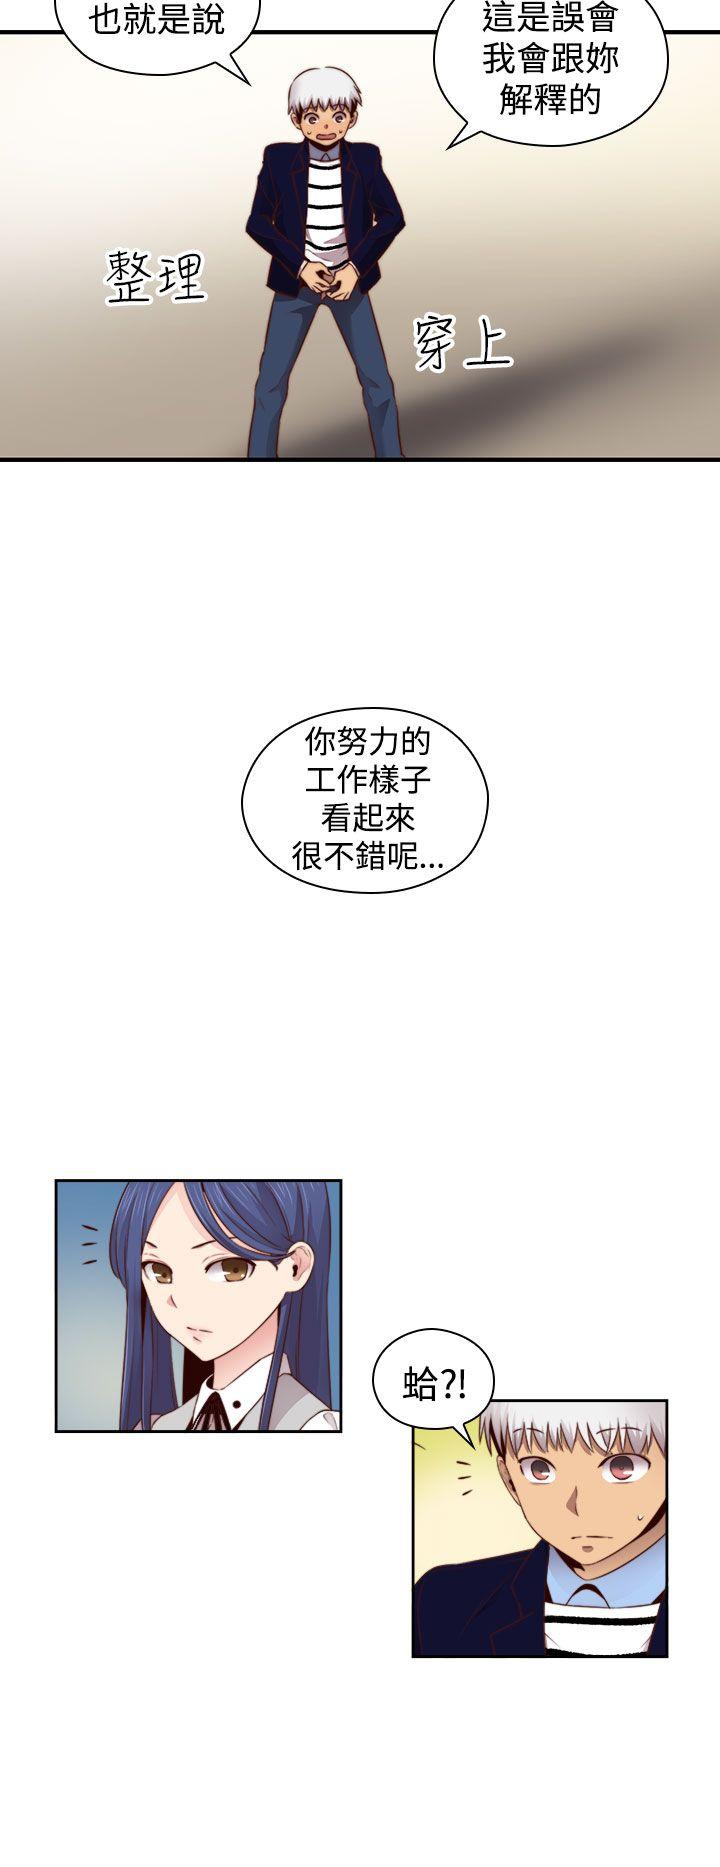 也就是說
這是誤會
我會跟妳
解釋的
整理
穿上
你努力的
工作樣子
看起來
很不錯呢...
蛤?!